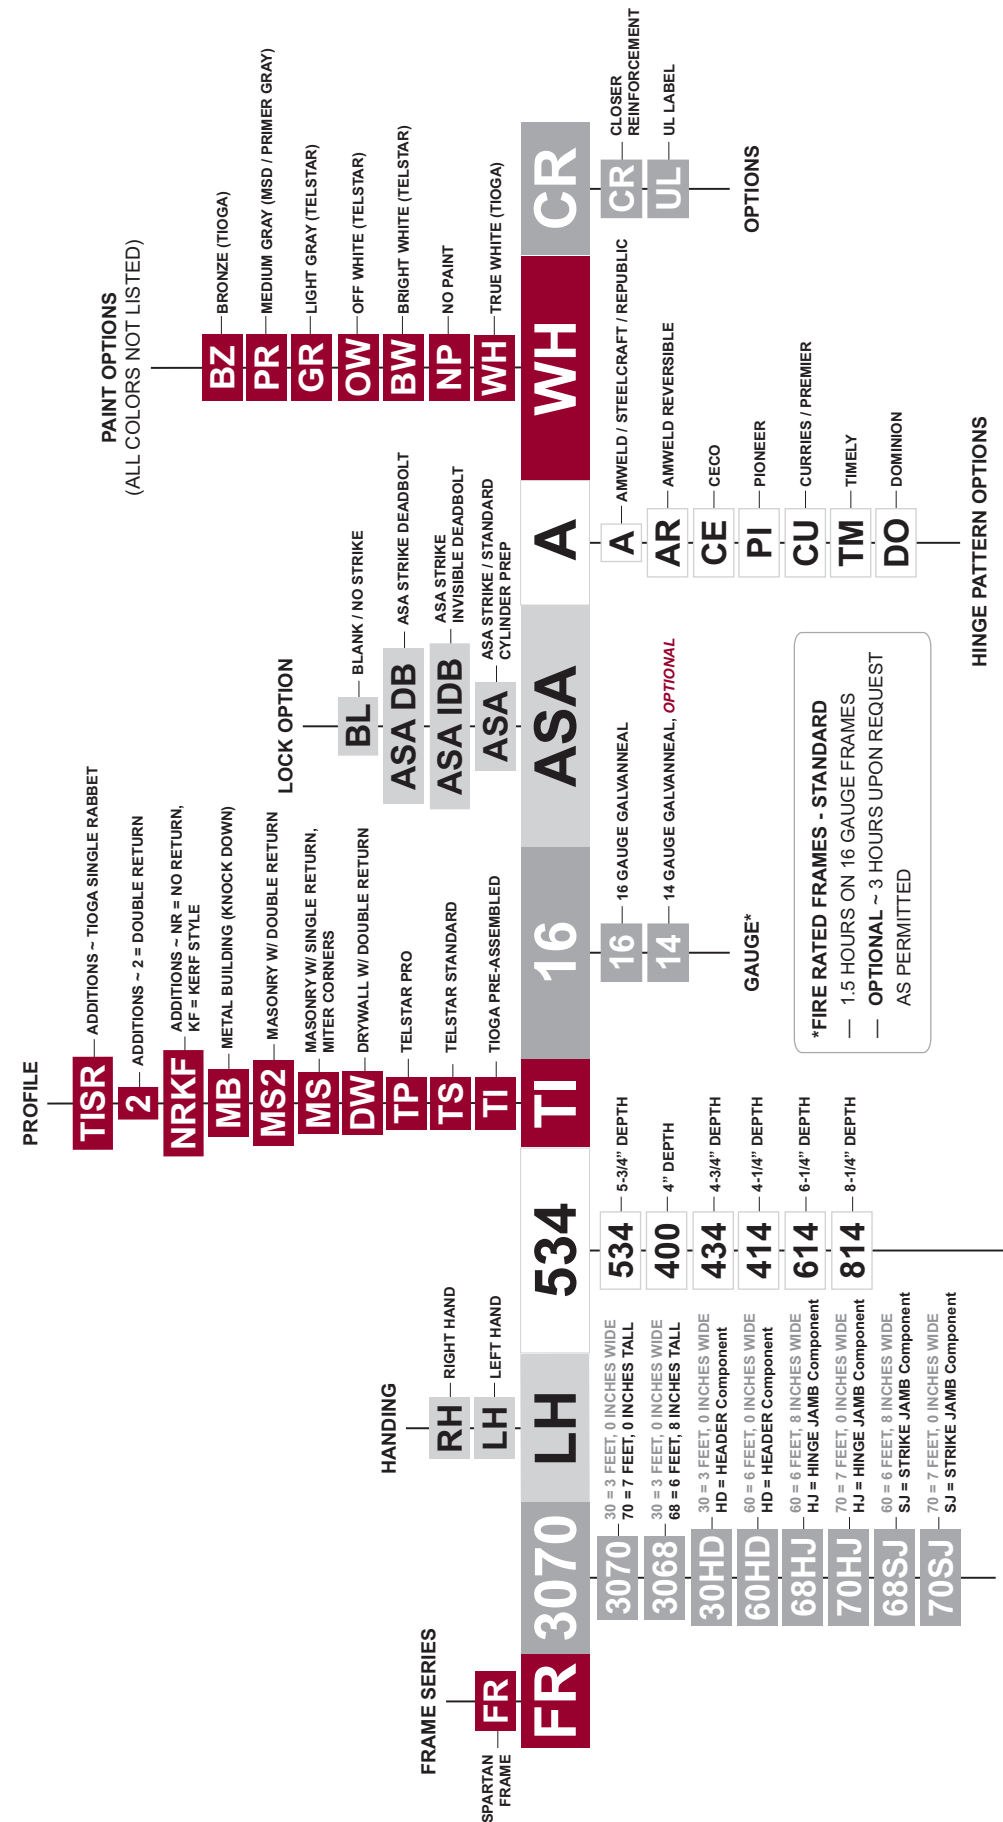 FRAME SERIES
SPARTAN
FRAME
FR
FR
3070
3070
30 = 3 FEET, 0 INCHES WIDE
70 = 7 FEET, 0 INCHES TALL
3068
30 = 3 FEET, 0 INCHES WIDE
68 = 6 FEET, 8 INCHES TALL
30HD
30 = 3 FEET, 0 INCHES WIDE
HD = HEADER Component
60HD
60 = 6 FEET, 0 INCHES WIDE
HD = HEADER Component
68HJ
60 = 6 FEET, 8 INCHES WIDE
HJ = HINGE JAMB Component
70HJ
70 = 7 FEET, 0 INCHES WIDE
HJ = HINGE JAMB Component
68SJ
60 = 6 FEET, 8 INCHES WIDE
SJ = STRIKE JAMB Component
70SJ
70 = 7 FEET, 0 INCHES WIDE
SJ = STRIKE JAMB Component
HANDING
RH
RIGHT HAND
LH
LEFT HAND
LH
534
534
5-3/4” DEPTH
400
4” DEPTH
434
4-3/4” DEPTH
414
4-1/4” DEPTH
614
6-1/4” DEPTH
814
8-1/4” DEPTH
PROFILE
TISR
ADDITIONS ~ TIOGA SINGLE RABBET
2
ADDITIONS ~ 2 = DOUBLE RETURN
NRKF
ADDITIONS ~ NR = NO RETURN,
KF = KERF STYLE
MB
METAL BUILDING (KNOCK DOWN)
MS2
MASONRY W/ DOUBLE RETURN
MS
MASONRY W/ SINGLE RETURN,
MITER CORNERS
DW
DRYWALL W/ DOUBLE RETURN
TP
TELSTAR PRO
TS
TELSTAR STANDARD
TI
TIOGA PRE-ASSEMBLED
TI
16
16
16 GAUGE GALVANNEAL
14
14 GAUGE GALVANNEAL, OPTIONAL
GAUGE*
*FIRE RATED FRAMES - STANDARD
— 1.5 HOURS ON 16 GAUGE FRAMES
— OPTIONAL ~ 3 HOURS UPON REQUEST
AS PERMITTED
LOCK OPTION
BL
BLANK / NO STRIKE
ASA DB
ASA STRIKE DEADBOLT
ASA IDB
ASA STRIKE
INVISIBLE DEADBOLT
ASA
ASA STRIKE / STANDARD
CYLINDER PREP
ASA
A
A
AMWELD / STEELCRAFT / REPUBLIC
AR
AMWELD REVERSIBLE
CE
CECO
PI
PIONEER
CU
CURRIES / PREMIER
TM
TIMELY
DO
DOMINION
HINGE PATTERN OPTIONS
PAINT OPTIONS
(ALL COLORS NOT LISTED)
BZ
BRONZE (TIOGA)
PR
MEDIUM GRAY (MSD / PRIMER GRAY)
GR
LIGHT GRAY (TELSTAR)
OW
OFF WHITE (TELSTAR)
BW
BRIGHT WHITE (TELSTAR)
NP
NO PAINT
WH
TRUE WHITE (TIOGA)
WH
CR
CR
CLOSER
REINFORCEMENT
UL
UL LABEL
OPTIONS